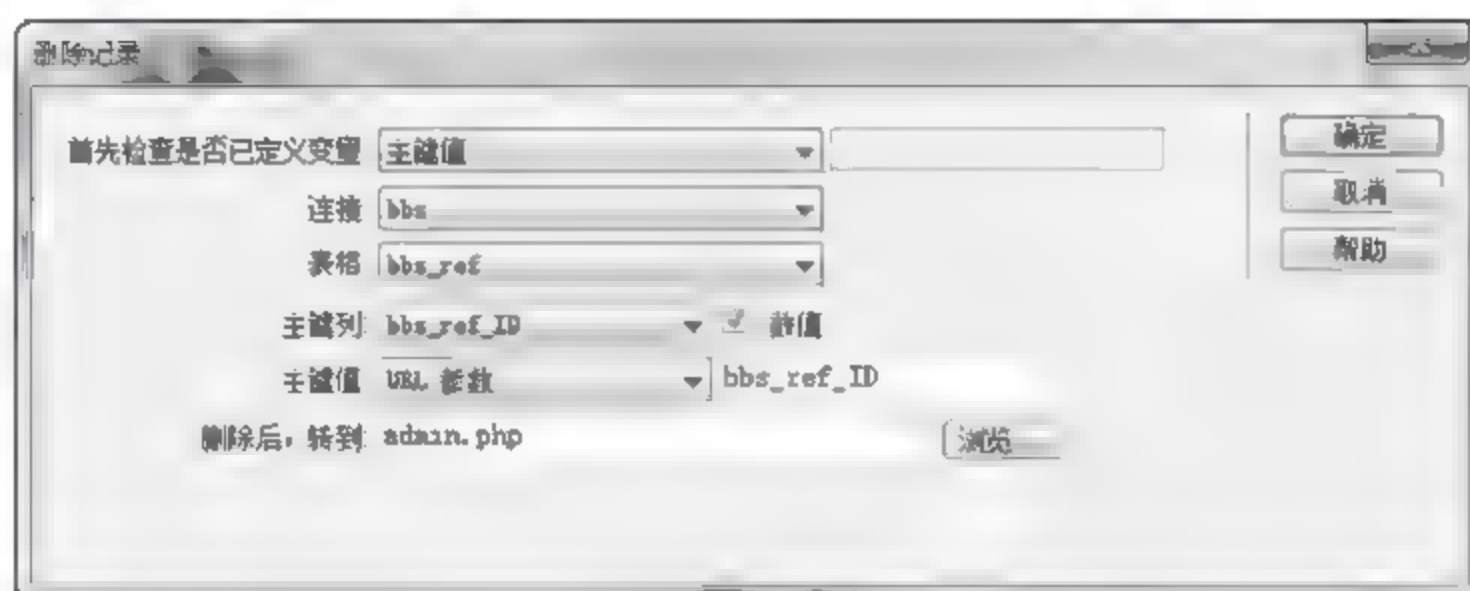 删除记录
首先检查是否已定义变量 主键值
确定
连接 bbs
取消
表格 bbs_ref
帮助
主键列: bbs_ref_ID 数值
主键值 URL 参数 bbs_ref_ID
删除后，转到: admin.php 浏览